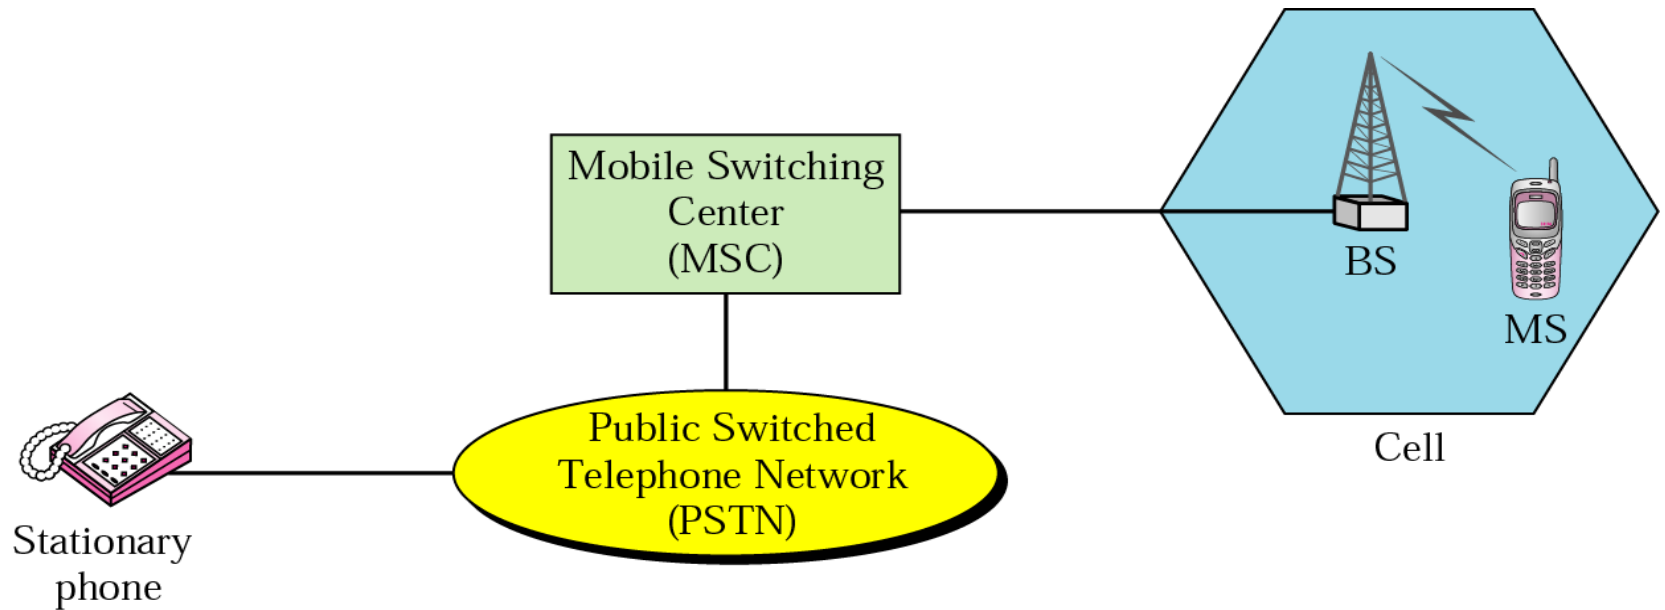 Mobile Switching
Center
(MSC)
BS
MS
Cell
Public Switched
Telephone Network
(PSTN)
Stationary
phone